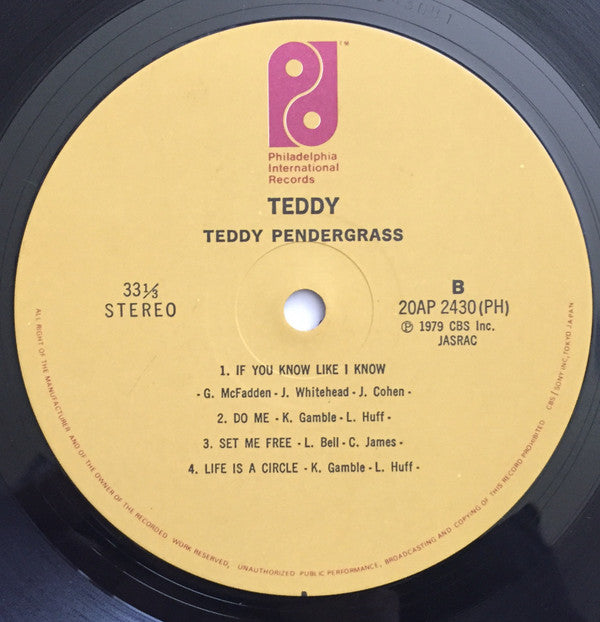 TM
Philadelphia
International
Records
TEDDY
TEDDY PENDERGRASS
33⅓
STEREO
B
20AP 2430(PH)
℗ 1979 CBS Inc.
JASRAC
1. IF YOU KNOW LIKE I KNOW
- G. McFadden - J. Whitehead - J. Cohen -
2. DO ME - K. Gamble - L. Huff -
3. SET ME FREE - L. Bell - C. James -
4. LIFE IS A CIRCLE - K. Gamble - L. Huff -
ALL RIGHT OF THE MANUFACTURER AND OF THE OWNER OF THE RECORDED WORK RESERVED, UNAUTHORIZED PUBLIC PERFORMANCE, BROADCASTING AND COPYING OF THIS RECORD PROHIBITED CBS / SONY INC, TOKYO JAPAN